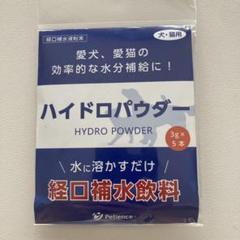 経口補水液粉末
犬・猫用
愛犬、愛猫の
効率的な水分補給に！
ハイドロパウダー
HYDRO POWDER
3g×
5本
水に溶かすだけ
経口補水飲料
Petience